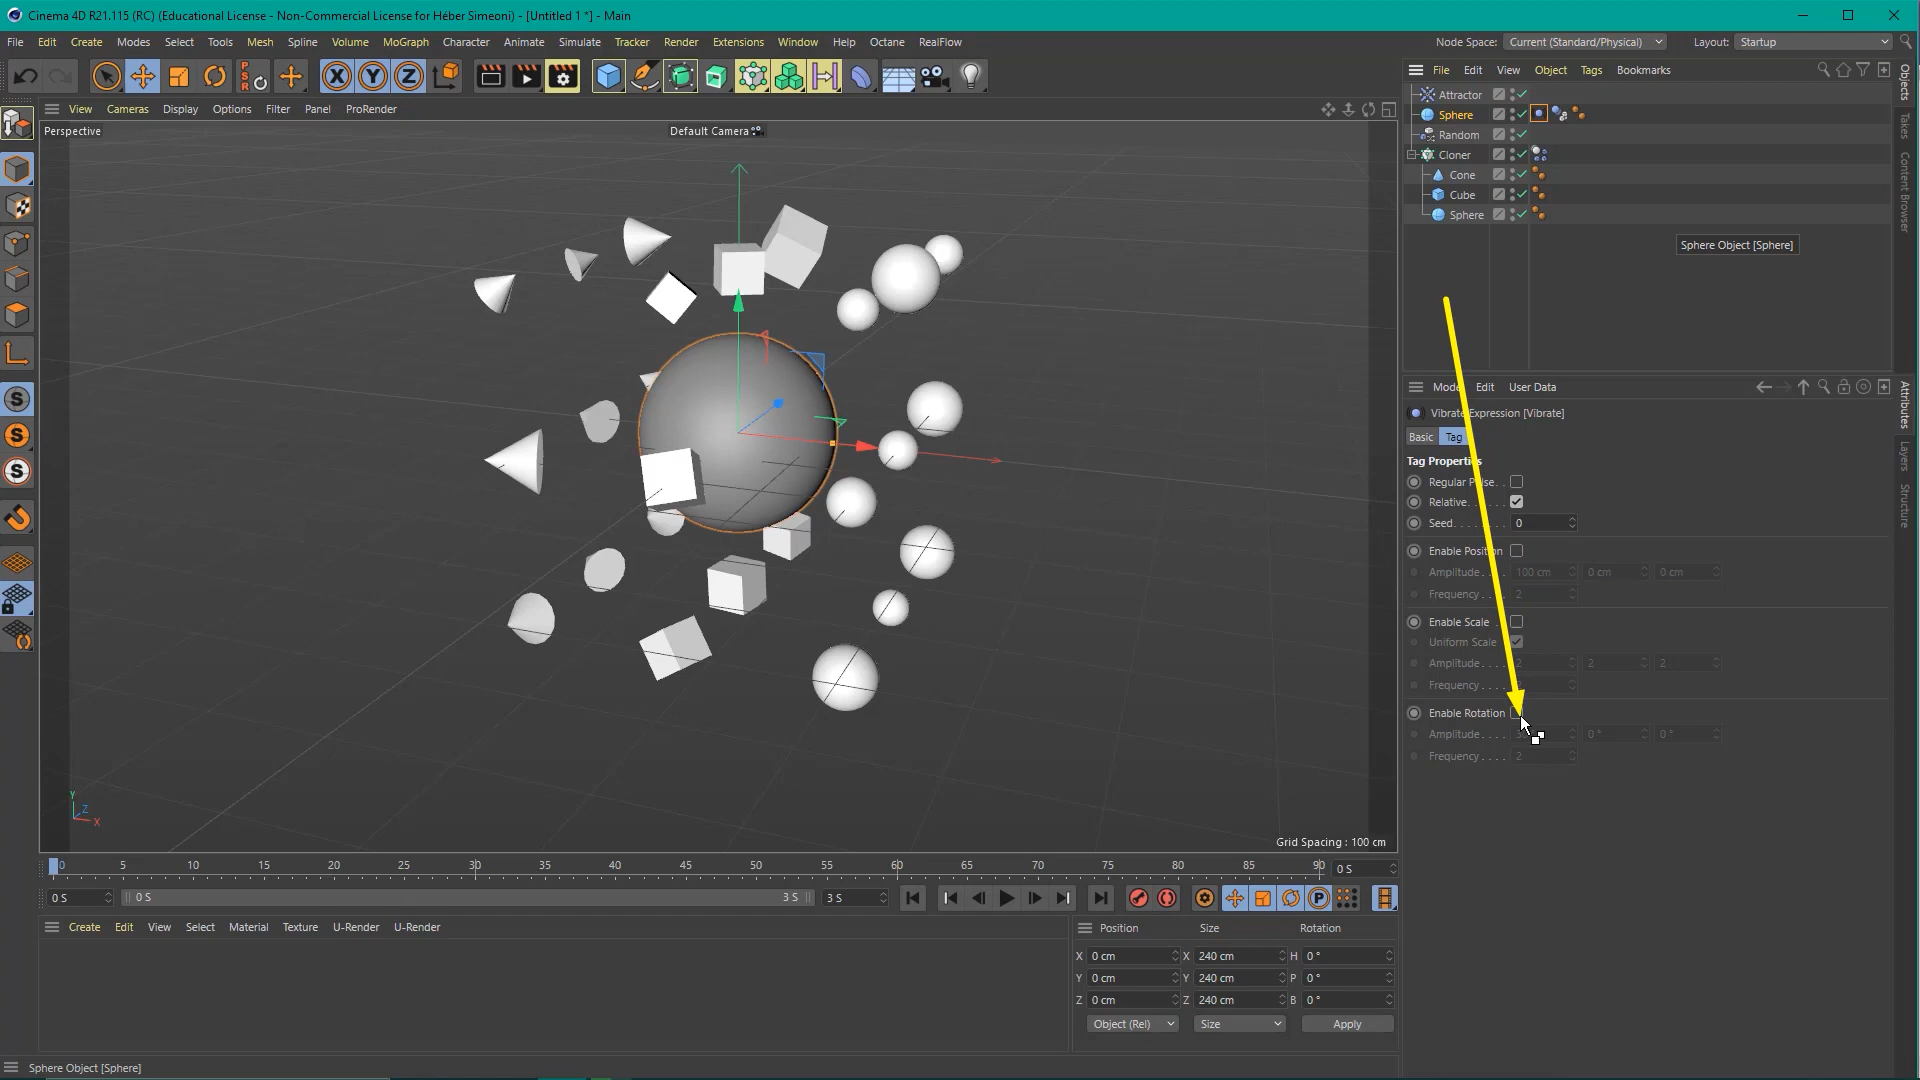 Cinema 4D R21.115 (RC) (Educational License - Non-Commercial License for Héber Simeoni) - [Untitled 1 *] - Main
File Edit Create Modes Select Tools Mesh Spline Volume MoGraph Character Animate Simulate Tracker Render Extensions Window Help Octane RealFlow
Node Space: Current (Standard/Physical) Layout: Startup
PSR X Y Z
File Edit View Object Tags Bookmarks
View Cameras Display Options Filter Panel ProRender
Perspective
Default Camera
Attractor
Sphere
Random
Cloner
Cone
Cube
Sphere
Sphere Object [Sphere]
Objects
Takes
Content Browser
Edit User Data
Vibrate Expression [Vibrate]
Basic Tag
Tag Properties
Relative
Seed 0
Enable Position
Amplitude 100 cm 0 cm 0 cm
Frequency 2
Enable Scale
Uniform Scale
Amplitude 2 2 2
Frequency
Enable Rotation
Amplitude 0 ° 0 °
Frequency 2
Attributes
Layers
Structure
S
S
S
Y
Z
X
Grid Spacing : 100 cm
0 5 10 15 20 25 30 35 40 45 50 55 60 65 70 75 80 85 90 0 S
0 S 0 S 3 S 3 S
P
Create Edit View Select Material Texture U-Render U-Render
Position Size Rotation
X 0 cm X 240 cm H 0 °
Y 0 cm Y 240 cm P 0 °
Z 0 cm Z 240 cm B 0 °
Object (Rel) Size Apply
Sphere Object [Sphere]